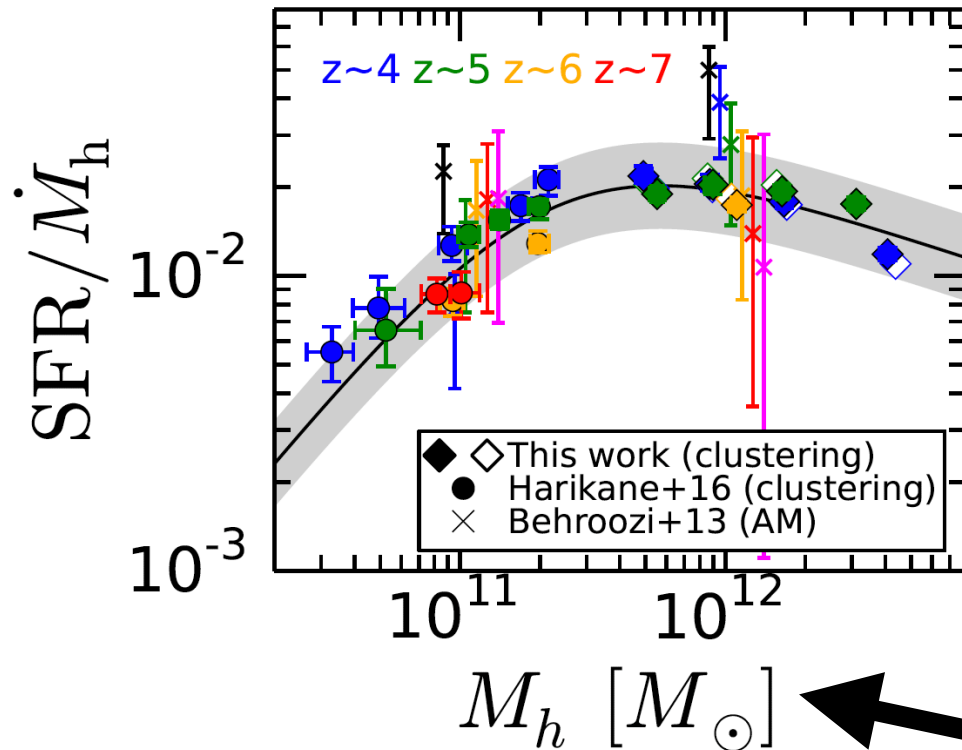 z~4 z~5 z~6 z~7
SFR/Ṁₕ
10⁻²
10⁻³
This work (clustering)
Harikane+16 (clustering)
Behroozi+13 (AM)
10¹¹ 10¹²
Mₕ [M⊙]